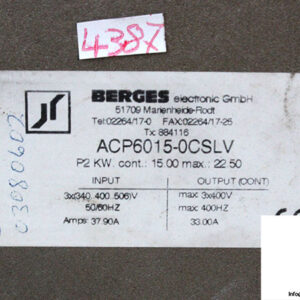 4387
BERGES electronic GmbH
51709 Marienheide-Rodt
Tel:02264/17-0 FAX:02264/17-25
Tx: 884116
ACP6015-0CSLV
P2 KW. cont.: 15.00 max.: 22.50
INPUT OUTPUT (CONT)
3x(340..400..506)V max: 3x400V
50/60HZ max: 400HZ
Amps: 37.90A 33.00A
03080602